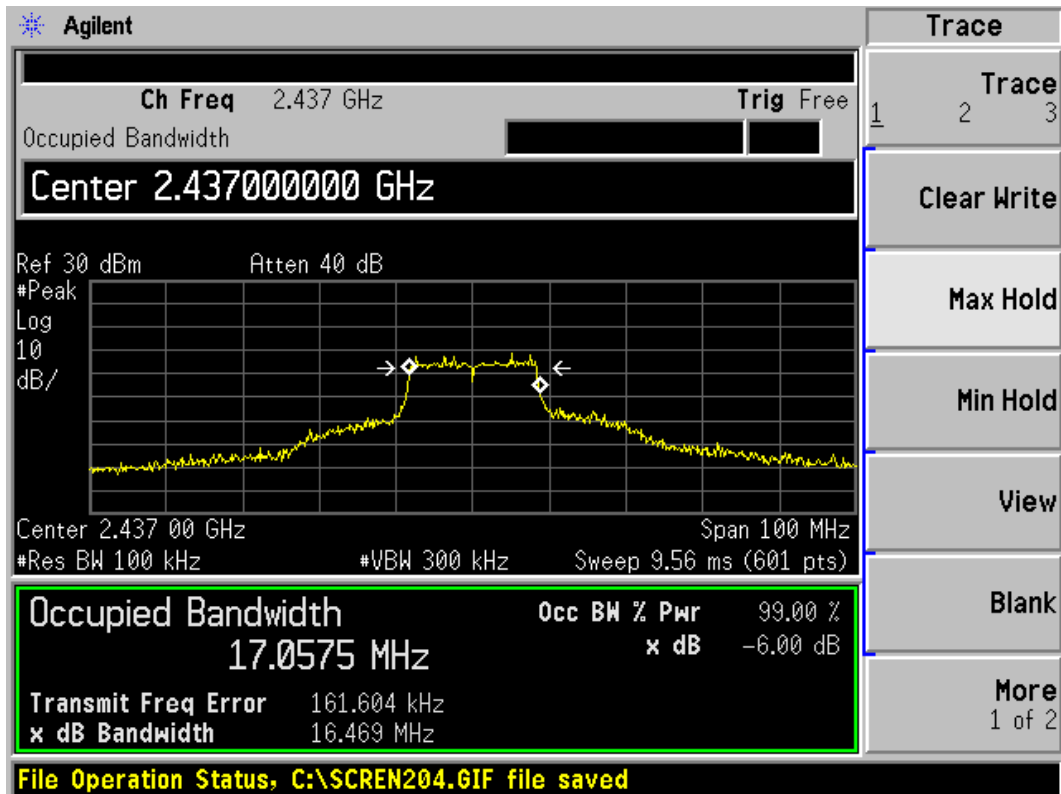 Agilent
Ch Freq 2.437 GHz Trig Free
Occupied Bandwidth
Center 2.437000000 GHz
Ref 30 dBm Atten 40 dB
#Peak
Log
10
dB/
Center 2.437 00 GHz Span 100 MHz
#Res BW 100 kHz #VBW 300 kHz Sweep 9.56 ms (601 pts)
Occupied Bandwidth Occ BW % Pwr 99.00 %
17.0575 MHz x dB -6.00 dB
Transmit Freq Error 161.604 kHz
x dB Bandwidth 16.469 MHz
File Operation Status, C:\SCREN204.GIF file saved
Trace
Trace
1 2 3
Clear Write
Max Hold
Min Hold
View
Blank
More
1 of 2